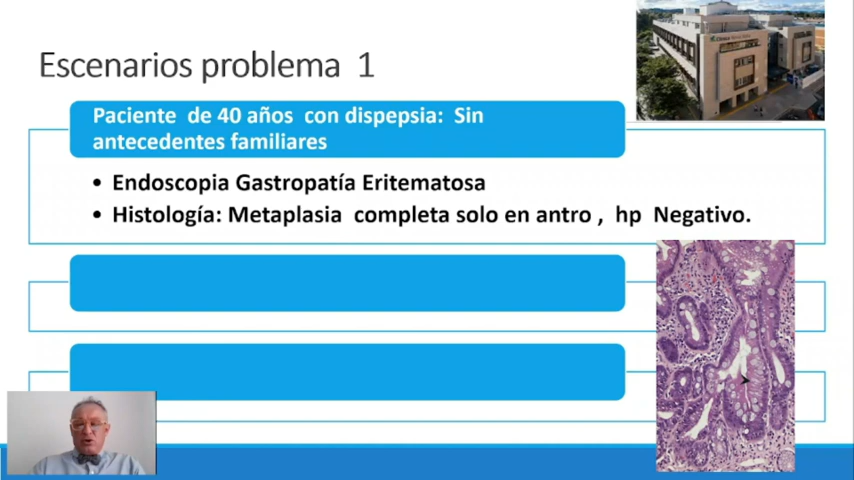 Escenarios problema 1
Paciente de 40 años con dispepsia: Sin
antecedentes familiares
• Endoscopia Gastropatía Eritematosa
• Histología: Metaplasia completa solo en antro , hp Negativo.